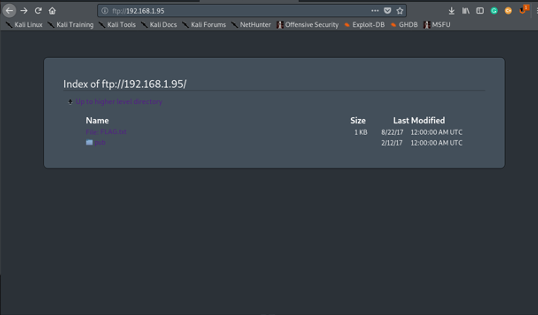 ftp://192.168.1.95
Kali Linux Kali Training Kali Tools Kali Docs Kali Forums NetHunter Offensive Security Exploit-DB GHDB MSFU
Index of ftp://192.168.1.95/
Up to higher level directory
Name Size Last Modified
1 KB 8/22/17 12:00:00 AM UTC
2/12/17 12:00:00 AM UTC